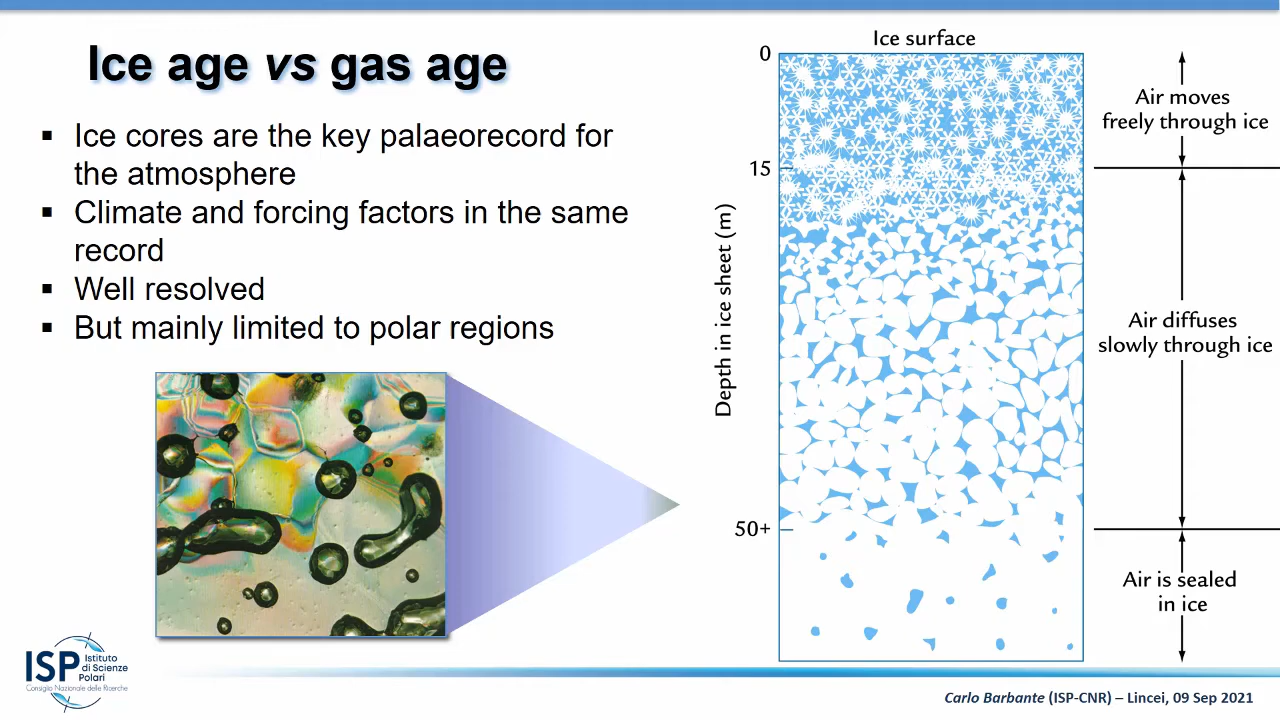 Ice age vs gas age
▪ Ice cores are the key palaeorecord for
the atmosphere
▪ Climate and forcing factors in the same
record
▪ Well resolved
▪ But mainly limited to polar regions
Ice surface
0
15
50+
Depth in ice sheet (m)
Air moves
freely through ice
Air diffuses
slowly through ice
Air is sealed
in ice
ISP Istituto
di Scienze
Polari
Consiglio Nazionale delle Ricerche
Carlo Barbante (ISP-CNR) – Lincei, 09 Sep 2021